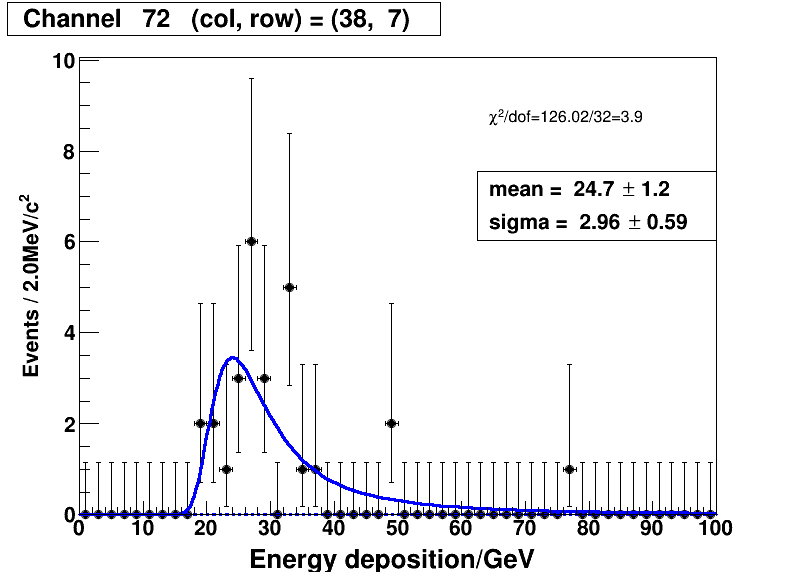 Channel 72 (col, row) = (38, 7)
10
8
6
4
2
0
Events / 2.0MeV/c²
χ²/dof=126.02/32=3.9
mean = 24.7 ± 1.2
sigma = 2.96 ± 0.59
0 10 20 30 40 50 60 70 80 90 100
Energy deposition/GeV